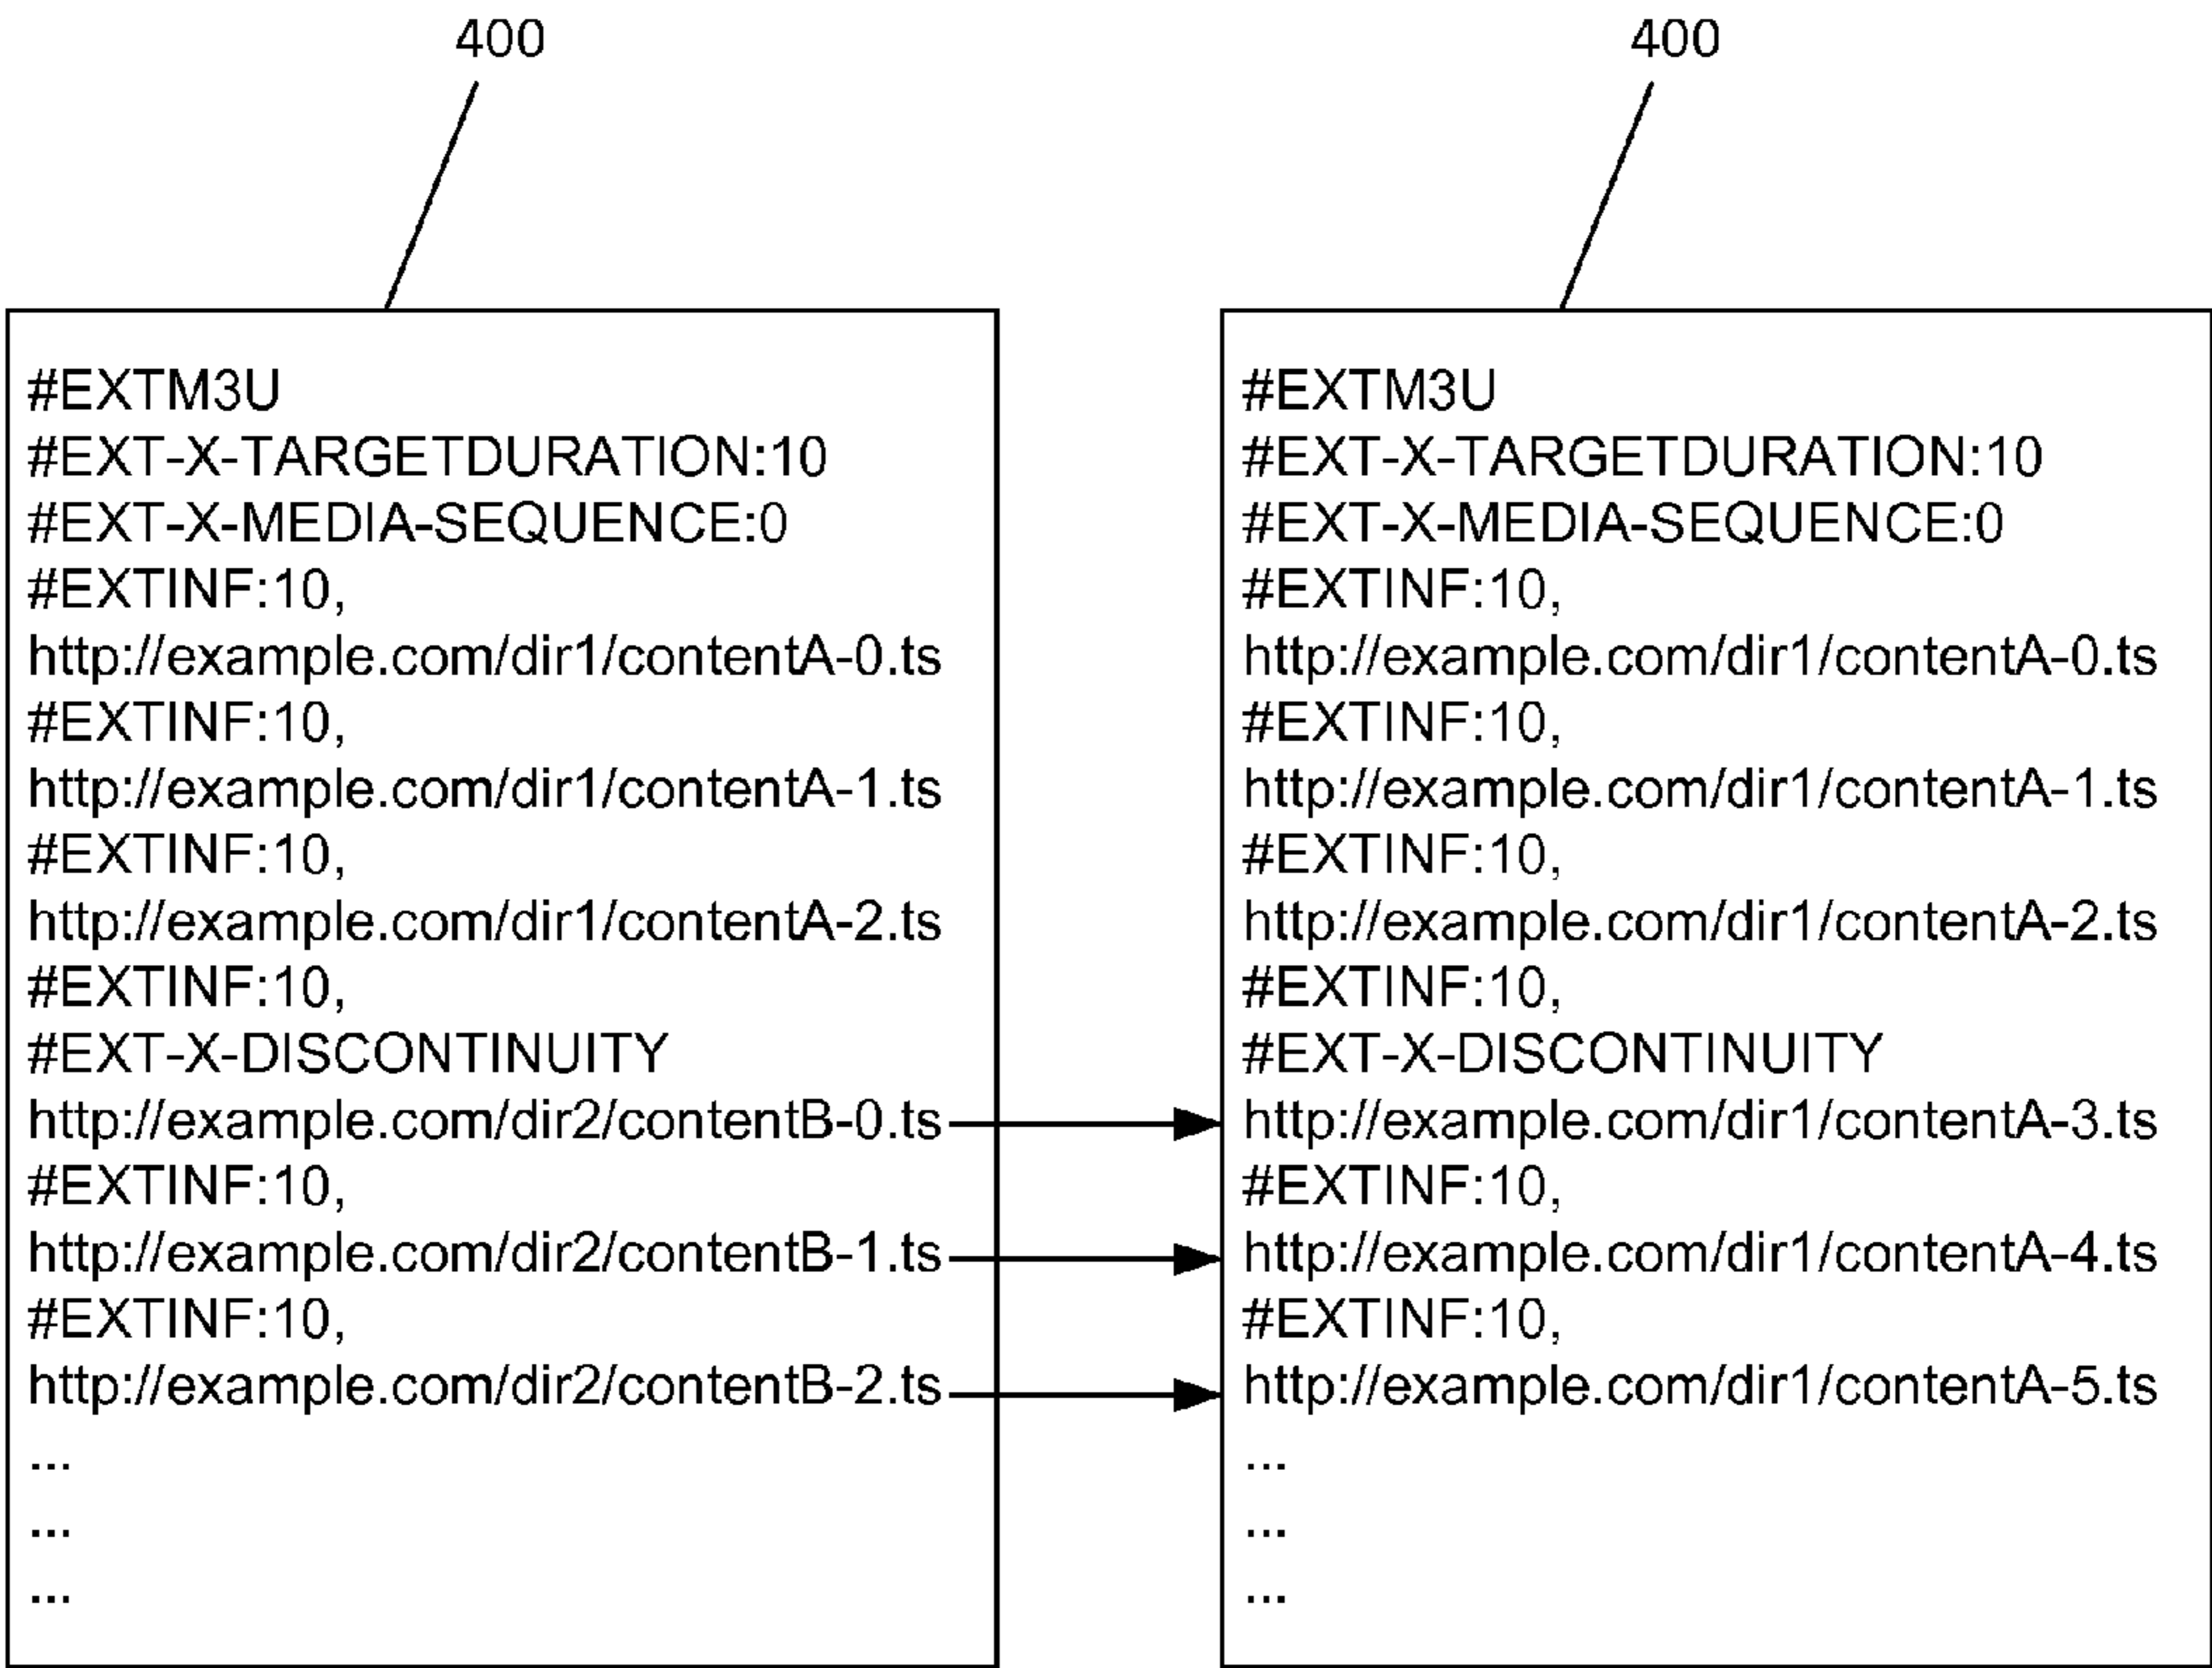 400
#EXTM3U
#EXT-X-TARGETDURATION:10
#EXT-X-MEDIA-SEQUENCE:0
#EXTINF:10,
http://example.com/dir1/contentA-0.ts
#EXTINF:10,
http://example.com/dir1/contentA-1.ts
#EXTINF:10,
http://example.com/dir1/contentA-2.ts
#EXTINF:10,
#EXT-X-DISCONTINUITY
http://example.com/dir2/contentB-0.ts
#EXTINF:10,
http://example.com/dir2/contentB-1.ts
#EXTINF:10,
http://example.com/dir2/contentB-2.ts
...
...
...
400
#EXTM3U
#EXT-X-TARGETDURATION:10
#EXT-X-MEDIA-SEQUENCE:0
#EXTINF:10,
http://example.com/dir1/contentA-0.ts
#EXTINF:10,
http://example.com/dir1/contentA-1.ts
#EXTINF:10,
http://example.com/dir1/contentA-2.ts
#EXTINF:10,
#EXT-X-DISCONTINUITY
http://example.com/dir1/contentA-3.ts
#EXTINF:10,
http://example.com/dir1/contentA-4.ts
#EXTINF:10,
http://example.com/dir1/contentA-5.ts
...
...
...